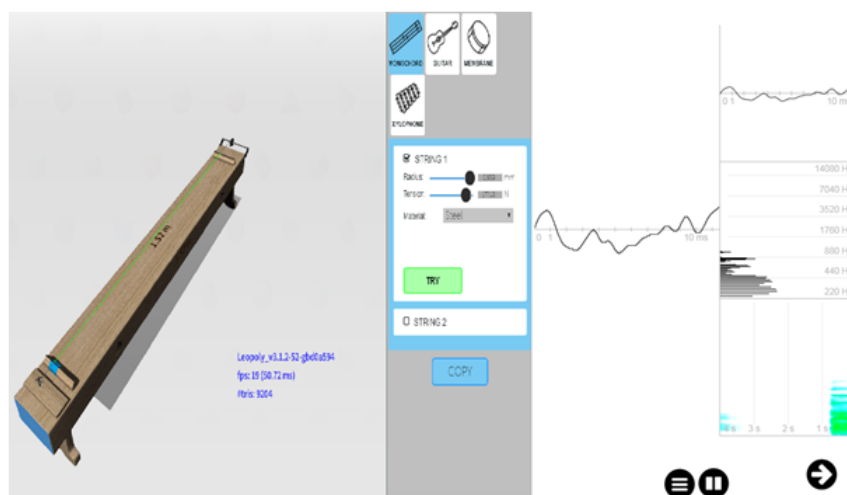 MONOCHORD
GUITAR
MEMBRANE
XYLOPHONE
1.52 m
STRING 1
Radius:
mm
Tension:
N
Material:
Steel
TRY
STRING 2
COPY
Leopoly_v3.1.2-52-gbd0a594
fps: 19 (50.72 ms)
#tris: 9204
0 1
10 ms
0 1
10 ms
14080 H
7040 H
3520 H
1760 H
880 H
440 H
220 H
3 s
2 s
1 s